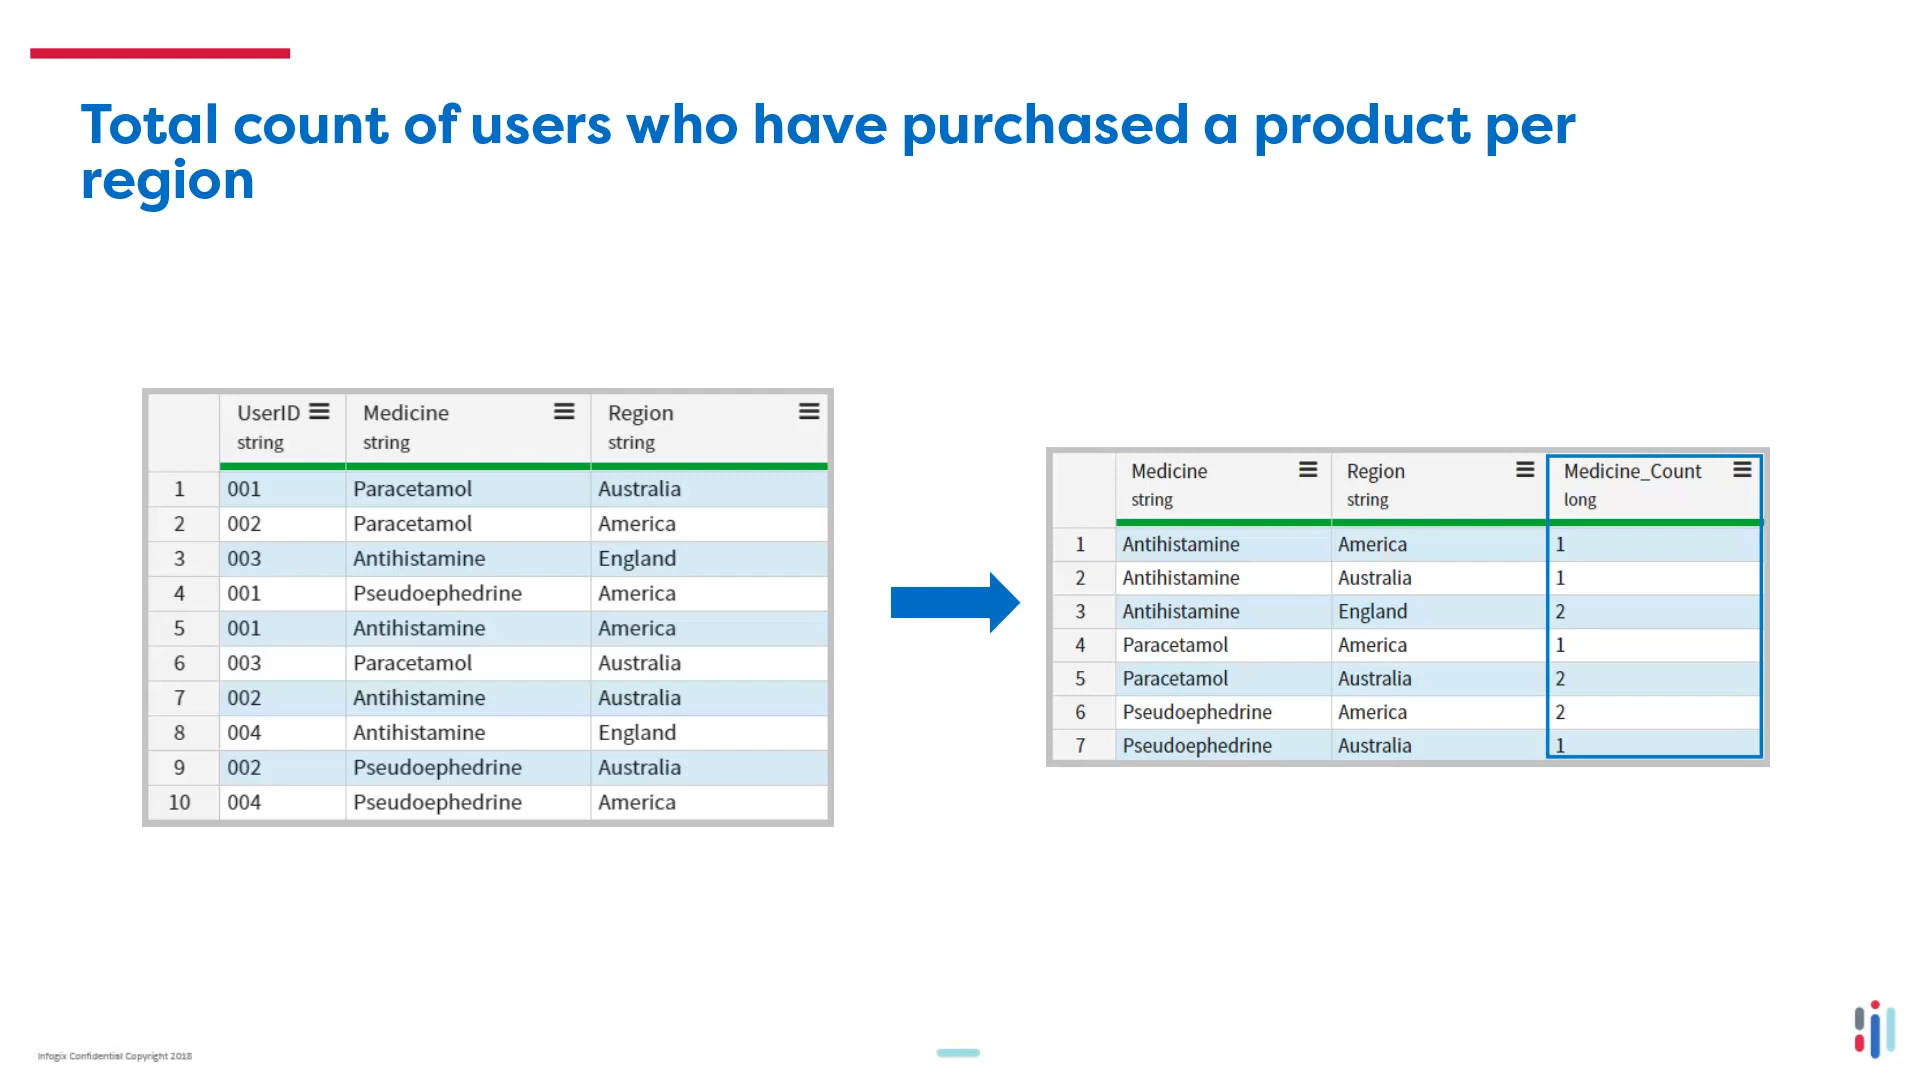 Total count of users who have purchased a product per
region
UserID Medicine Region
string string string
1 001 Paracetamol Australia
2 002 Paracetamol America
3 003 Antihistamine England
4 001 Pseudoephedrine America
5 001 Antihistamine America
6 003 Paracetamol Australia
7 002 Antihistamine Australia
8 004 Antihistamine England
9 002 Pseudoephedrine Australia
10 004 Pseudoephedrine America
Medicine Region Medicine_Count
string string long
1 Antihistamine America 1
2 Antihistamine Australia 1
3 Antihistamine England 2
4 Paracetamol America 1
5 Paracetamol Australia 2
6 Pseudoephedrine America 2
7 Pseudoephedrine Australia 1
Infogix Confidential Copyright 2018